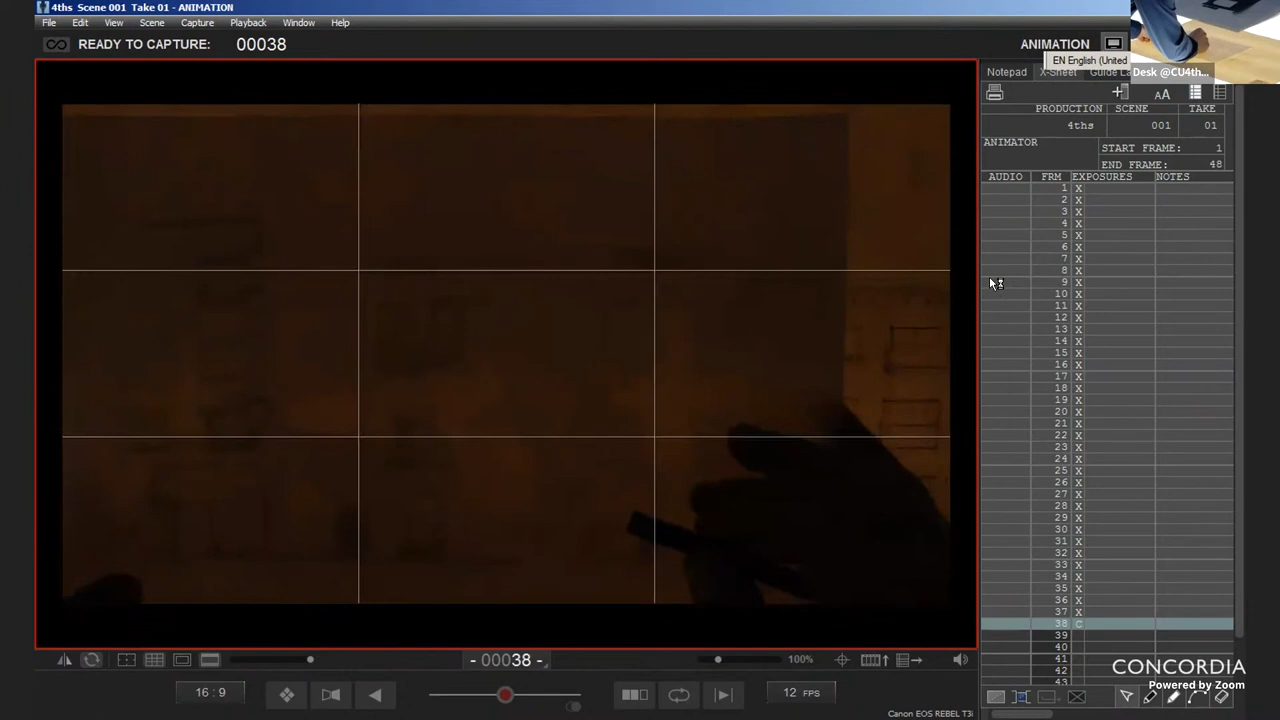 4ths Scene 001 Take 01 - ANIMATION
File Edit View Scene Capture Playback Window Help
READY TO CAPTURE: 00038
ANIMATION
EN English (United
Desk @CU4th...
Notepad X-Sheet Guide La
AA
PRODUCTION SCENE TAKE
4ths 001 01
ANIMATOR
START FRAME: 1
END FRAME: 48
AUDIO FRM EXPOSURES NOTES
1 X
2 X
3 X
4 X
5 X
6 X
7 X
8 X
9 X
10 X
11 X
12 X
13 X
14 X
15 X
16 X
17 X
18 X
19 X
20 X
21 X
22 X
23 X
24 X
25 X
26 X
27 X
28 X
29 X
30 X
31 X
32 X
33 X
34 X
35 X
36 X
37 X
38 C
39
40
41
42
43
- 00038 -
100%
16:9
12 FPS
Canon EOS REBEL T3i
CONCORDIA
Powered by Zoom